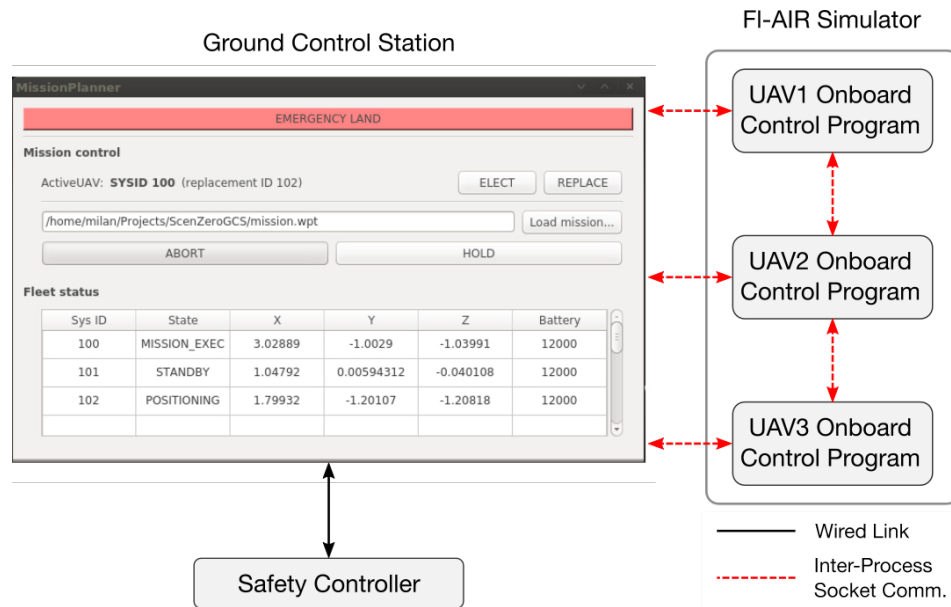 Ground Control Station
Fl-AIR Simulator
MissionPlanner
EMERGENCY LAND
Mission control
ActiveUAV: SYSID 100 (replacement ID 102)
ELECT
REPLACE
/home/milan/Projects/ScenZeroGCS/mission.wpt
Load mission...
ABORT
HOLD
Fleet status
Sys ID State X Y Z Battery
100 MISSION_EXEC 3.02889 -1.0029 -1.03991 12000
101 STANDBY 1.04792 0.00594312 -0.040108 12000
102 POSITIONING 1.79932 -1.20107 -1.20818 12000
UAV1 Onboard
Control Program
UAV2 Onboard
Control Program
UAV3 Onboard
Control Program
Safety Controller
Wired Link
Inter-Process
Socket Comm.